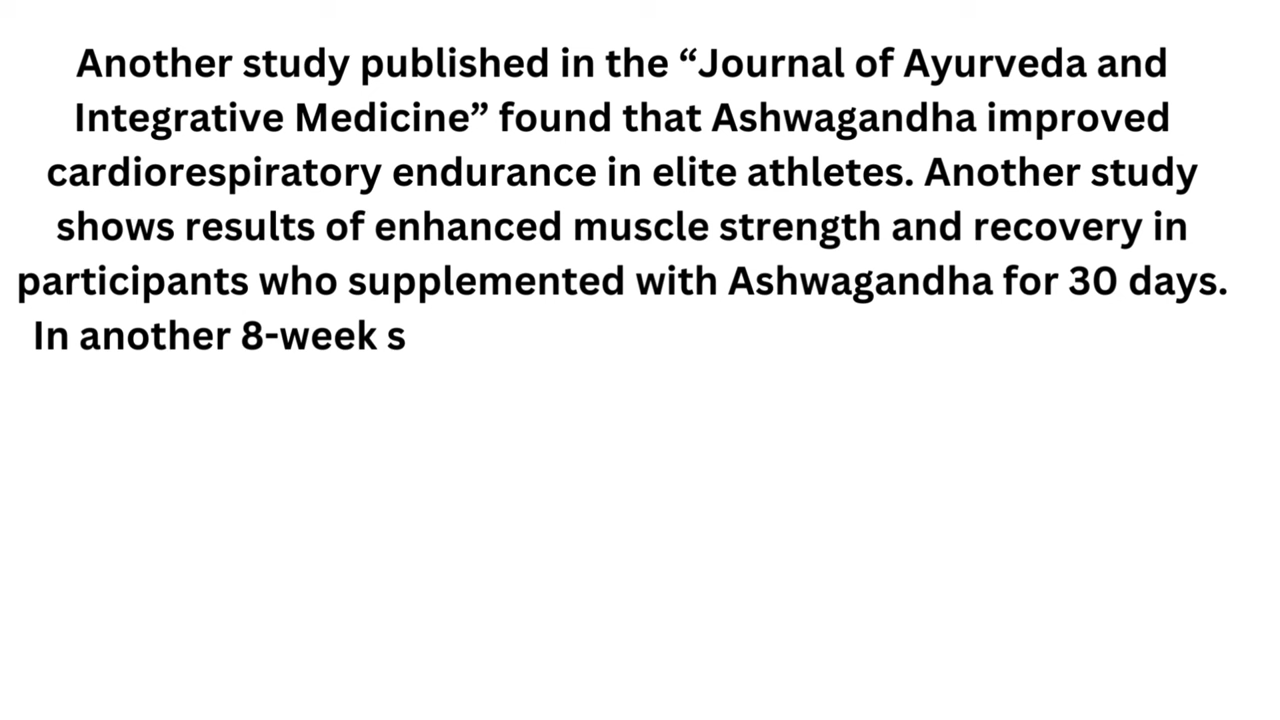 Another study published in the “Journal of Ayurveda and
Integrative Medicine” found that Ashwagandha improved
cardiorespiratory endurance in elite athletes. Another study
shows results of enhanced muscle strength and recovery in
participants who supplemented with Ashwagandha for 30 days.
In another 8-week s